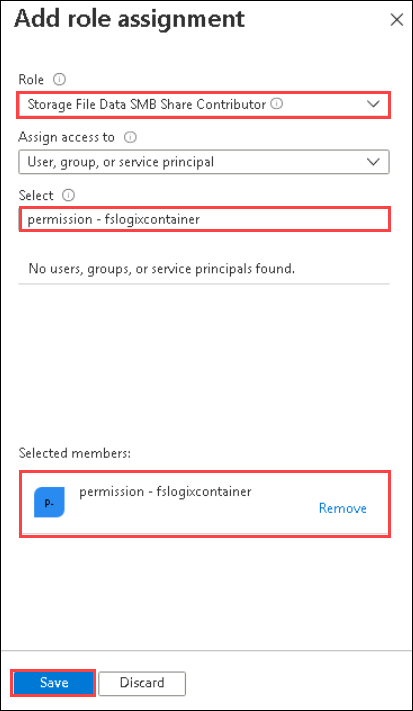 Add role assignment
Role
Storage File Data SMB Share Contributor
Assign access to
User, group, or service principal
Select
permission - fslogixcontainer
No users, groups, or service principals found.
Selected members:
p.
permission - fslogixcontainer
Remove
Save
Discard